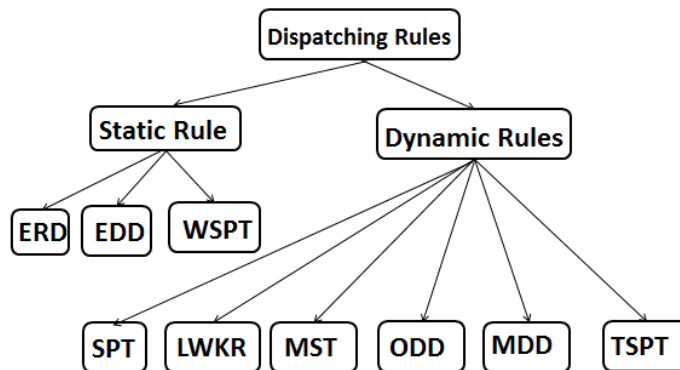 Dispatching Rules
Static Rule
Dynamic Rules
ERD
EDD
WSPT
SPT
LWKR
MST
ODD
MDD
TSPT